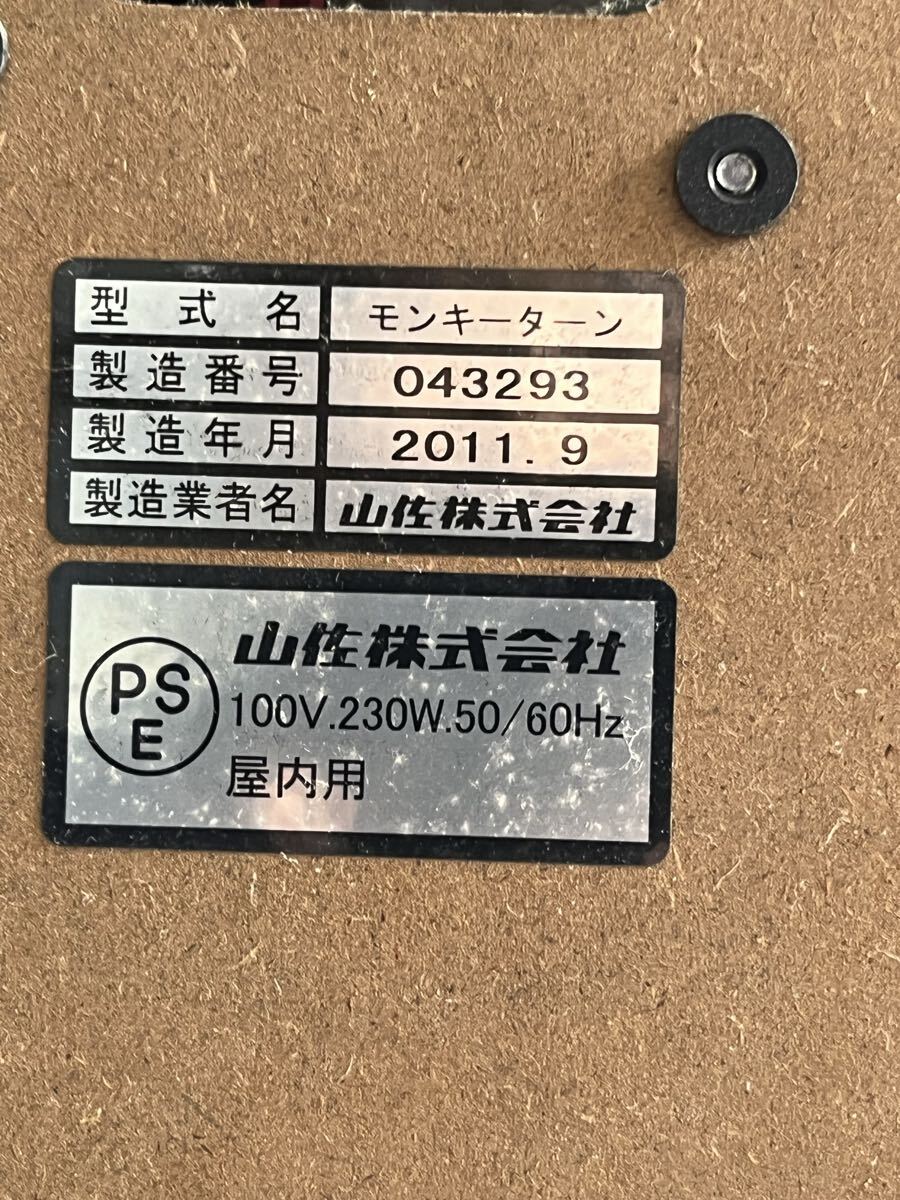 型式名 モンキーターン
製造番号 043293
製造年月 2011.9
製造業者名 山佐株式会社
PS
E
山佐株式会社
100V.230W.50/60Hz
屋内用